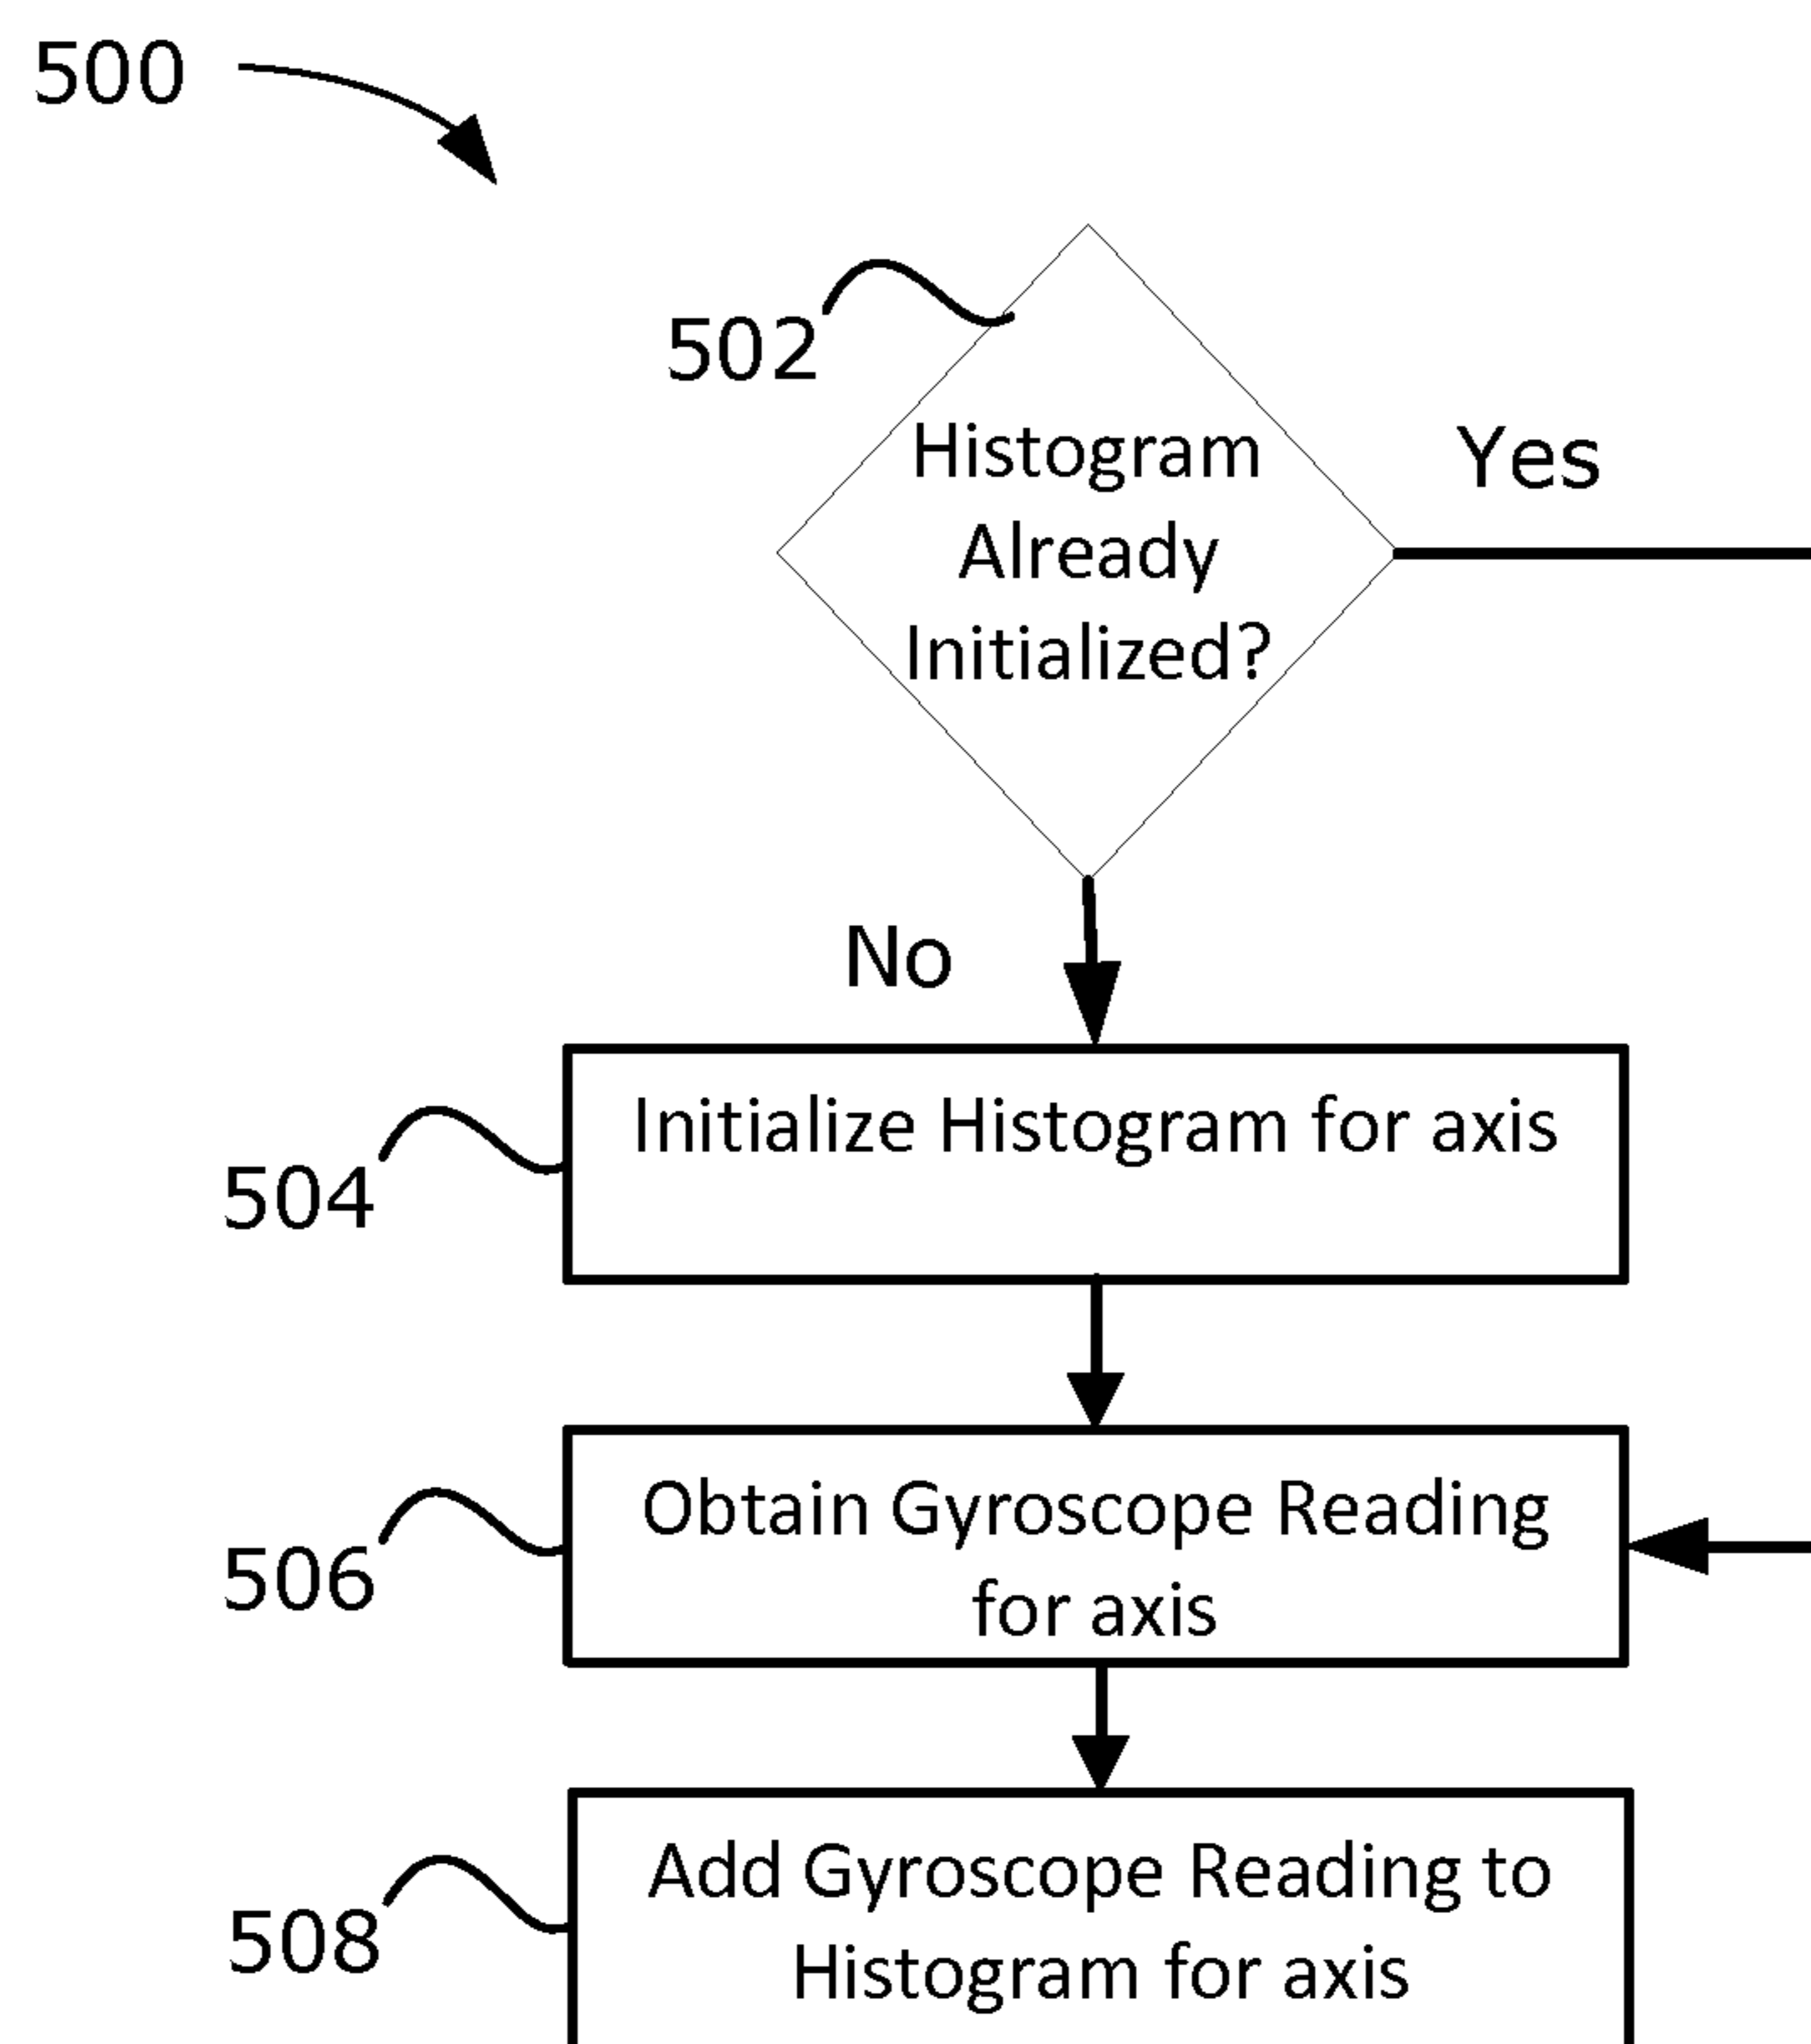 500
502
Histogram
Already
Initialized?
Yes
No
Initialize Histogram for axis
504
Obtain Gyroscope Reading
for axis
506
Add Gyroscope Reading to
Histogram for axis
508